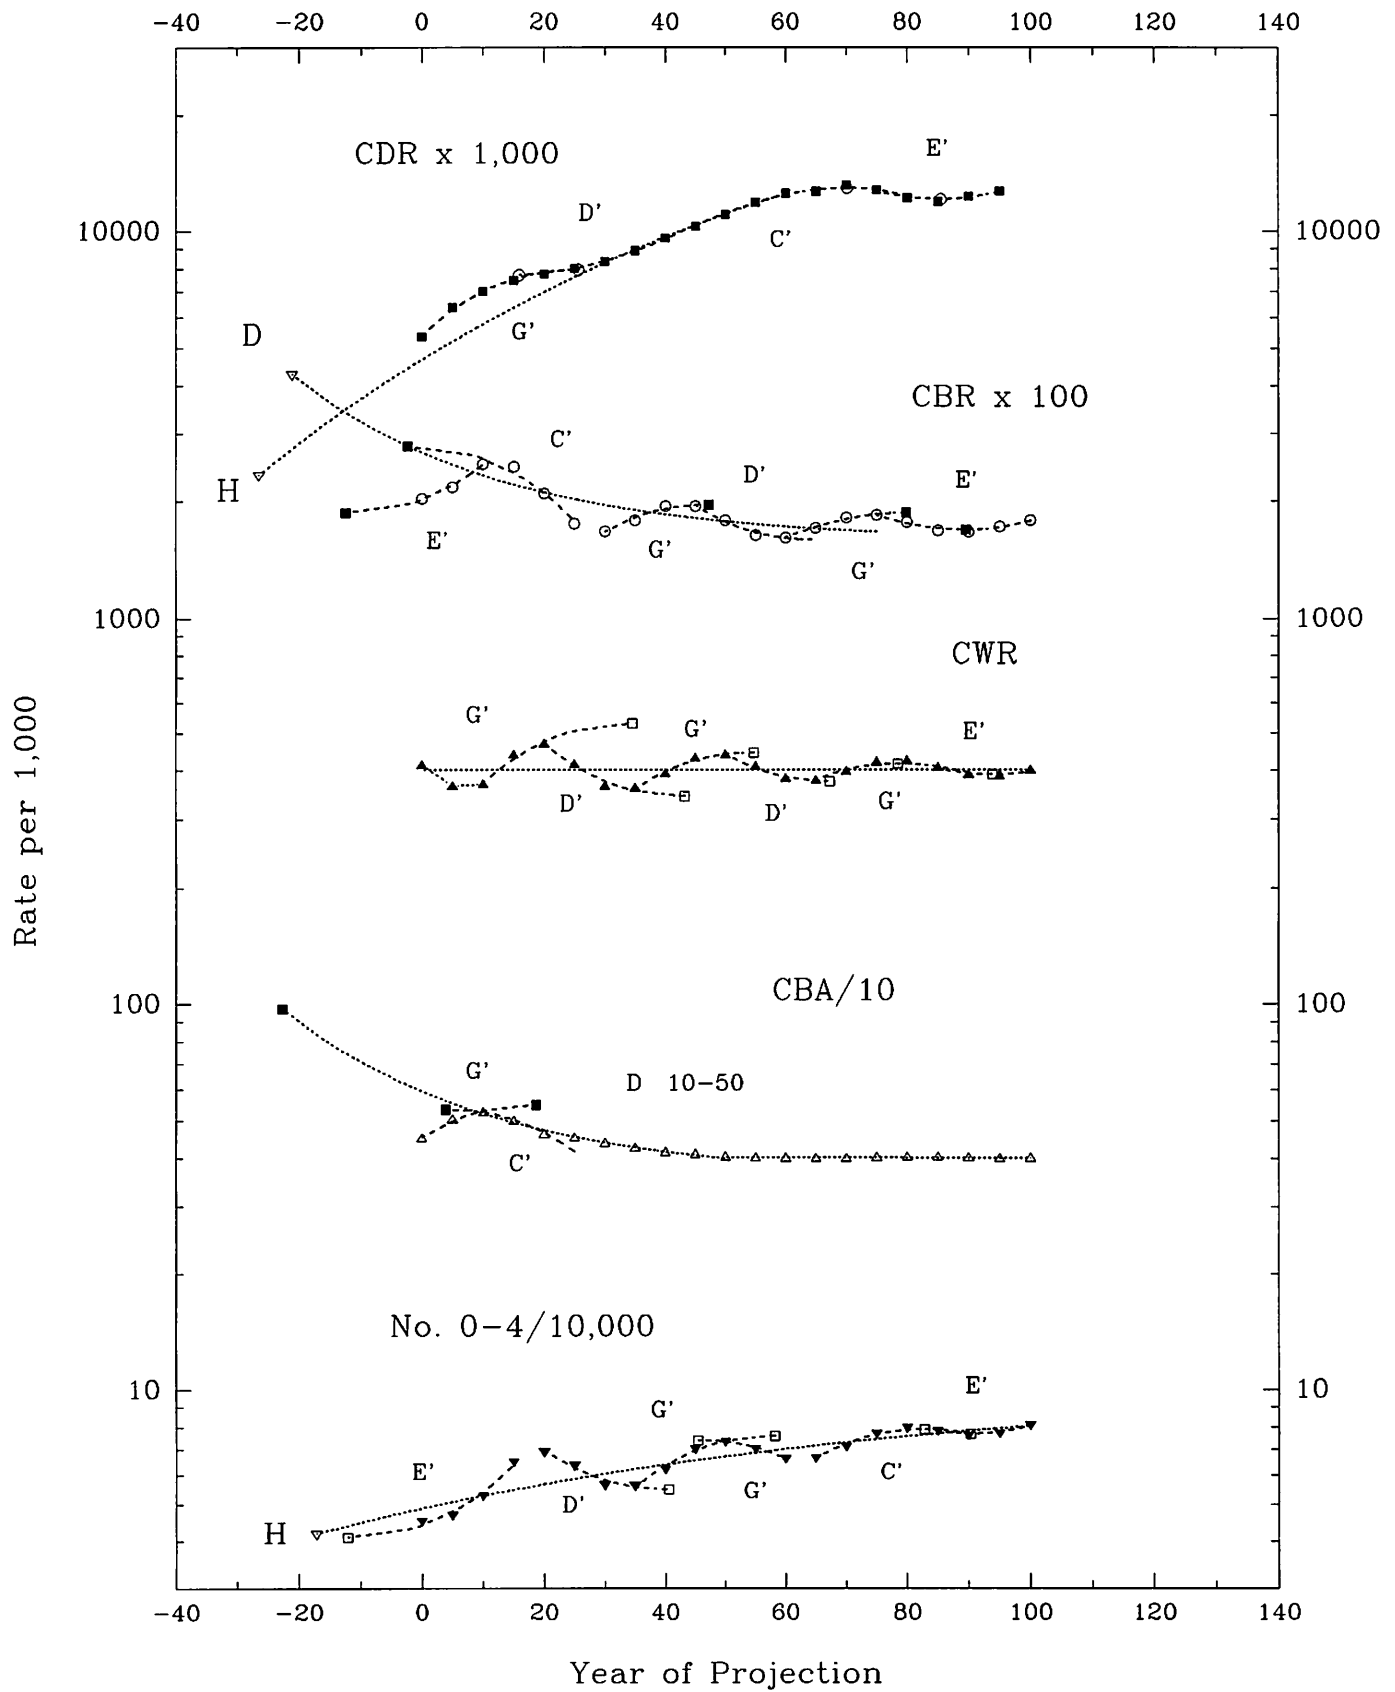 -40 -20 0 20 40 60 80 100 120 140
E'
CDR x 1,000
D'
10000 C' 10000
G'
D
CBR x 100
C'
D'
E'
H
E' G'
G'
1000 1000
CWR
G' G' E'
D' D' G'
Rate per 1,000
CBA/10
100 100
G' D 10-50
C'
No. 0-4/10,000
10 E' 10
G'
E' C'
D' G'
H
-40 -20 0 20 40 60 80 100 120 140
Year of Projection